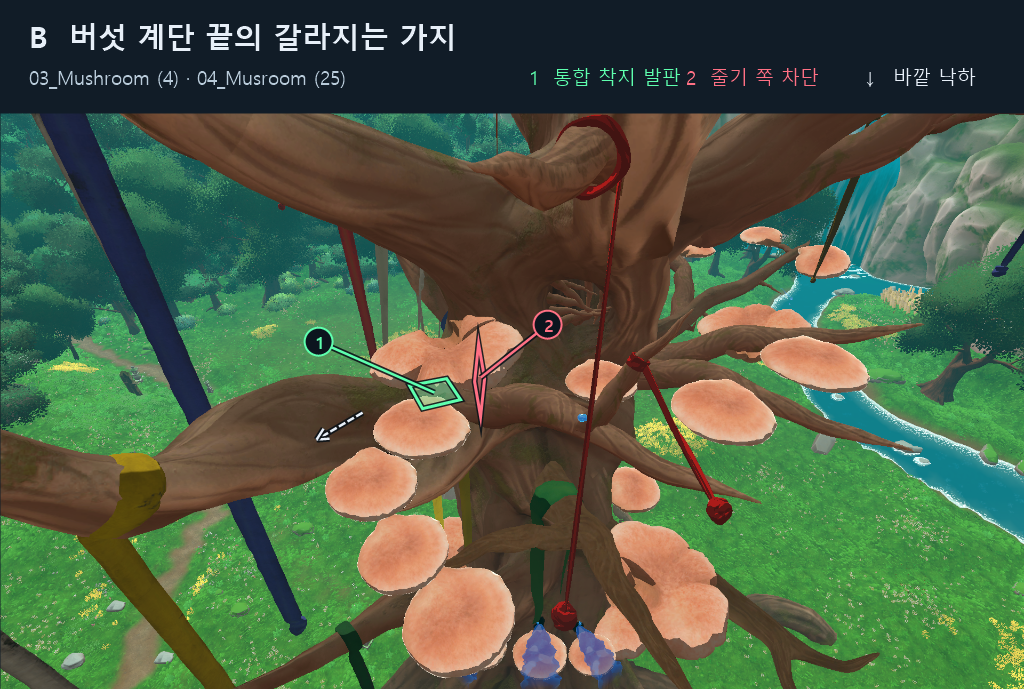 B 버섯 계단 끝의 갈라지는 가지
03_Mushroom (4) · 04_Musroom (25)
1 통합 착지 발판 2 줄기 쪽 차단 ↓ 바깥 낙하
1
2